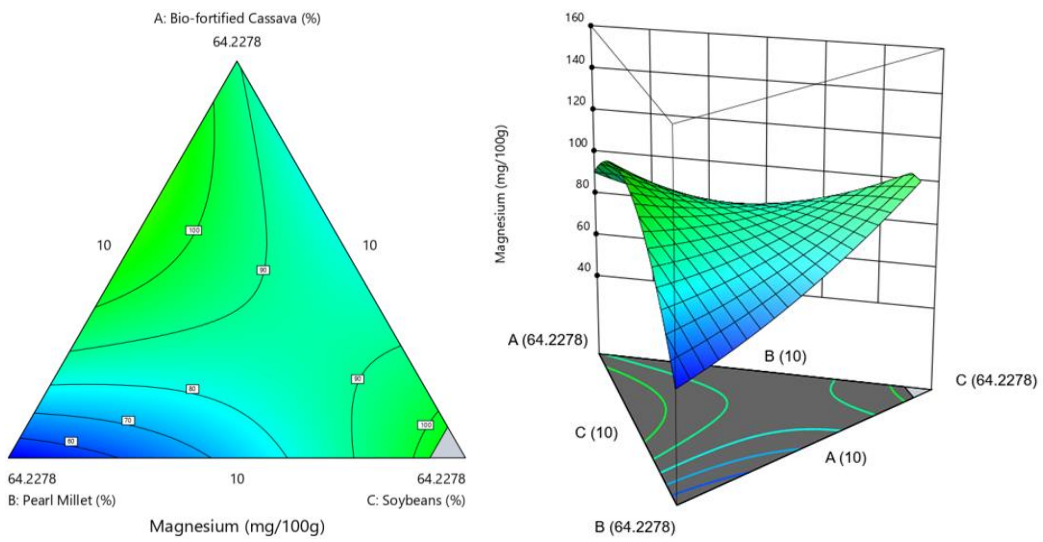 A: Bio-fortified Cassava (%)
64.2278
10
10
100
90
90
80
70
60
100
64.2278
10
64.2278
B: Pearl Millet (%)
C: Soybeans (%)
Magnesium (mg/100g)
160
140
120
100
80
60
40
Magnesium (mg/100g)
A (64.2278)
B (10)
C (64.2278)
C (10)
A (10)
B (64.2278)